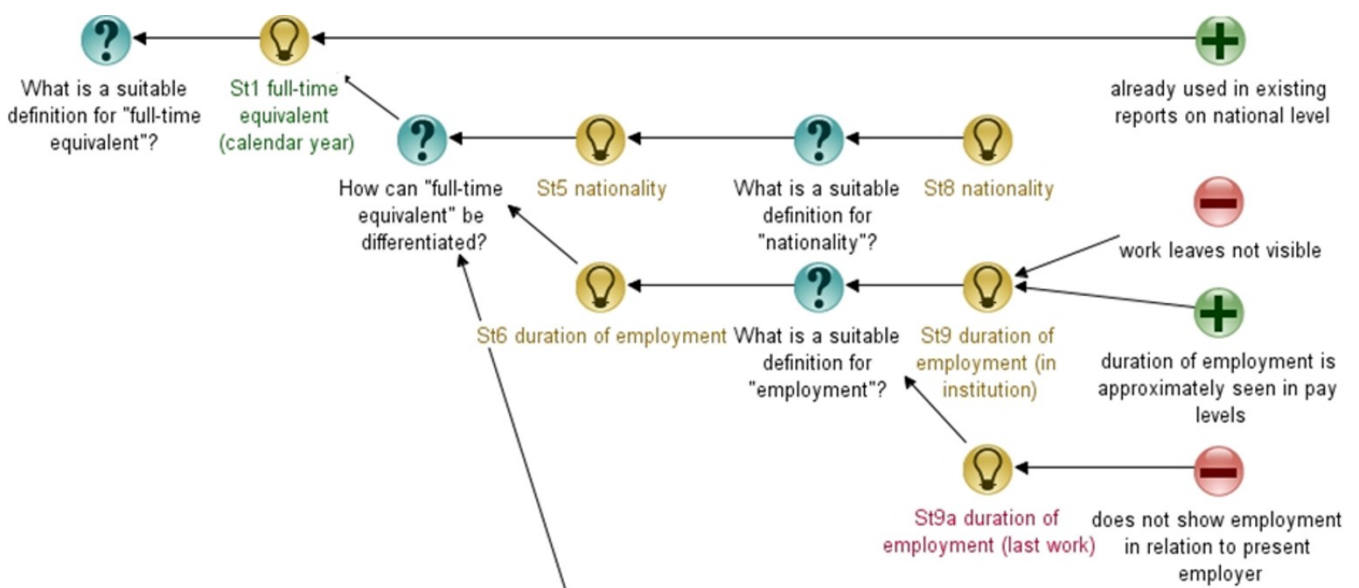 What is a suitable
definition for "full-time
equivalent"?
St1 full-time
equivalent
(calendar year)
already used in existing
reports on national level
How can "full-time
equivalent" be
differentiated?
St5 nationality
What is a suitable
definition for
"nationality"?
St8 nationality
work leaves not visible
St6 duration of employment
What is a suitable
definition for
"employment"?
St9 duration of
employment (in
institution)
duration of employment is
approximately seen in pay
levels
St9a duration of
employment (last work)
does not show employment
in relation to present
employer